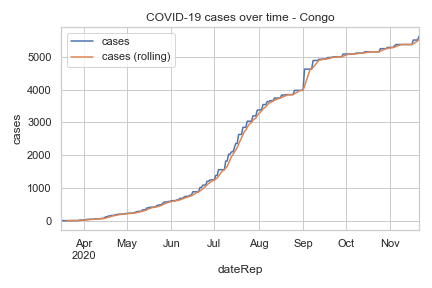 COVID-19 cases over time - Congo
cases
cases (rolling)
cases
5000
4000
3000
2000
1000
0
Apr
2020
May
Jun
Jul
Aug
Sep
Oct
Nov
dateRep